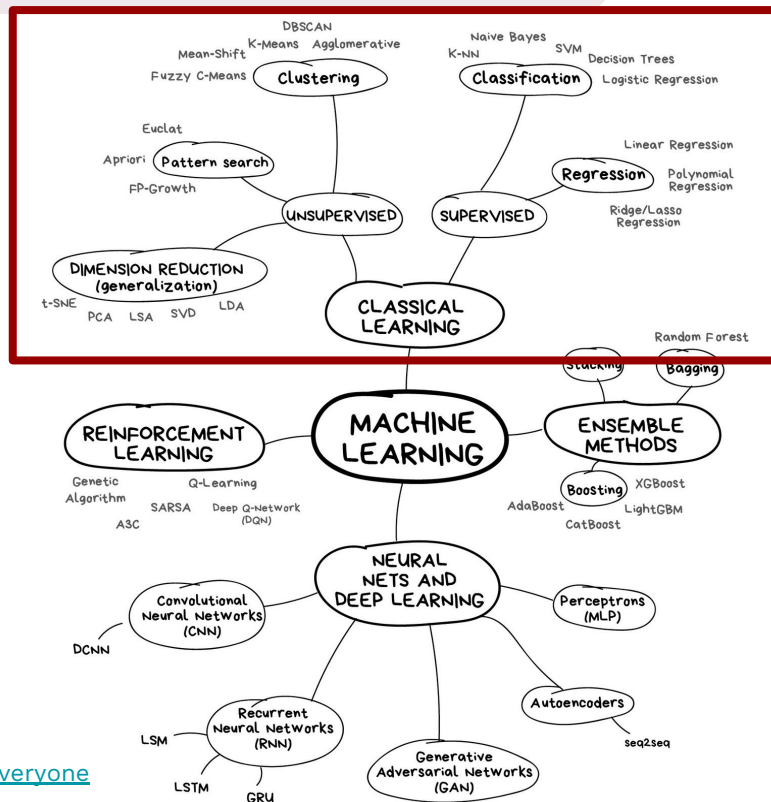 DBSCAN
K-Means
Agglomerative
Mean-Shift
Fuzzy C-Means
Clustering
Naive Bayes
SVM
K-NN
Decision Trees
Classification
Logistic Regression
Euclat
Apriori
Pattern search
FP-Growth
Linear Regression
Regression
Polynomial
Regression
Ridge/Lasso
Regression
UNSUPERVISED
SUPERVISED
DIMENSION REDUCTION
(generalization)
t-SNE
PCA
LSA
SVD
LDA
CLASSICAL
LEARNING
Random Forest
Stacking
Bagging
MACHINE
LEARNING
REINFORCEMENT
LEARNING
Genetic
Algorithm
Q-Learning
SARSA
Deep Q-Network
(DQN)
A3C
ENSEMBLE
METHODS
Boosting
XGBoost
AdaBoost
LightGBM
CatBoost
NEURAL
NETS AND
DEEP LEARNING
Convolutional
Neural Networks
(CNN)
DCNN
Perceptrons
(MLP)
Autoencoders
seq2seq
Recurrent
Neural Networks
(RNN)
LSM
LSTM
GRU
Generative
Adversarial Networks
(GAN)
veryone